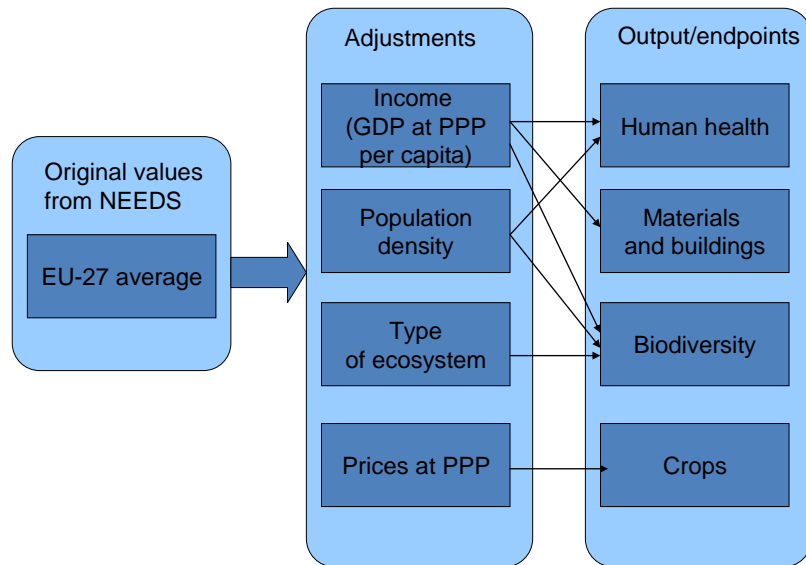 Original values
from NEEDS
EU-27 average
Adjustments
Income
(GDP at PPP
per capita)
Population
density
Type
of ecosystem
Prices at PPP
Output/endpoints
Human health
Materials
and buildings
Biodiversity
Crops